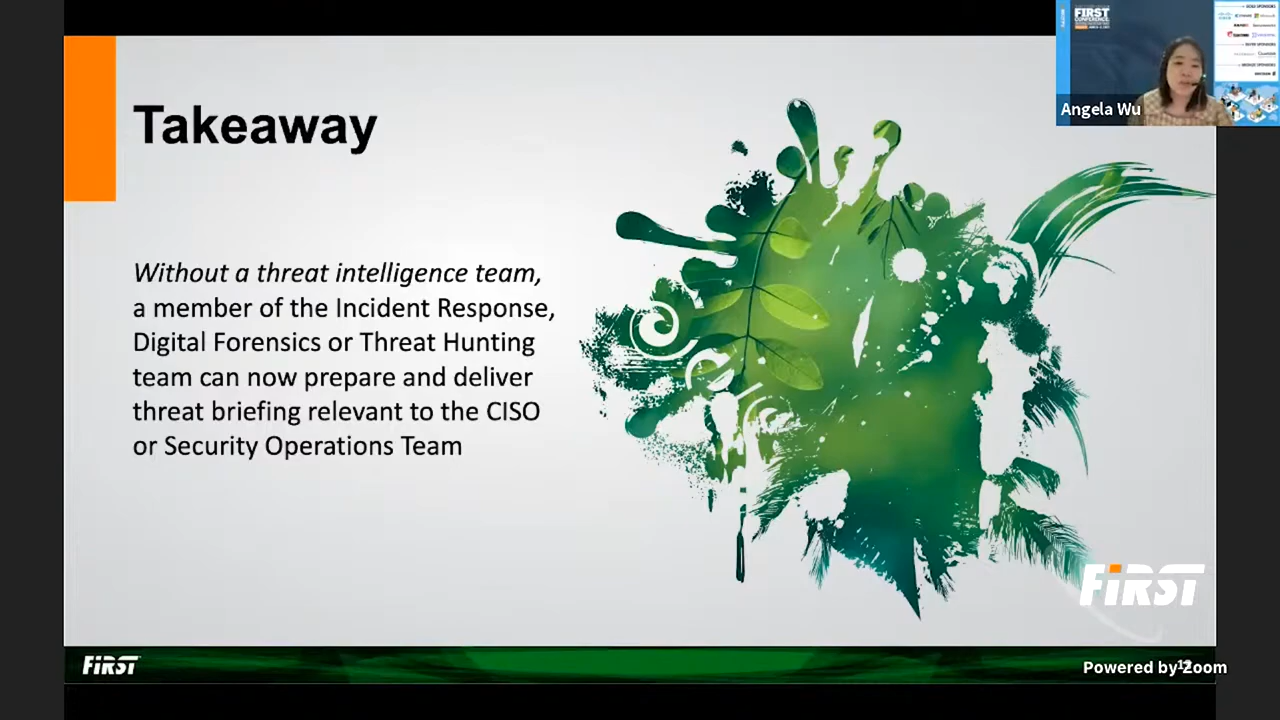 Takeaway
Without a threat intelligence team,
a member of the Incident Response,
Digital Forensics or Threat Hunting
team can now prepare and deliver
threat briefing relevant to the CISO
or Security Operations Team
FIRST
CONFERENCE
Angela Wu
FiRST
FiRST
Powered by Zoom